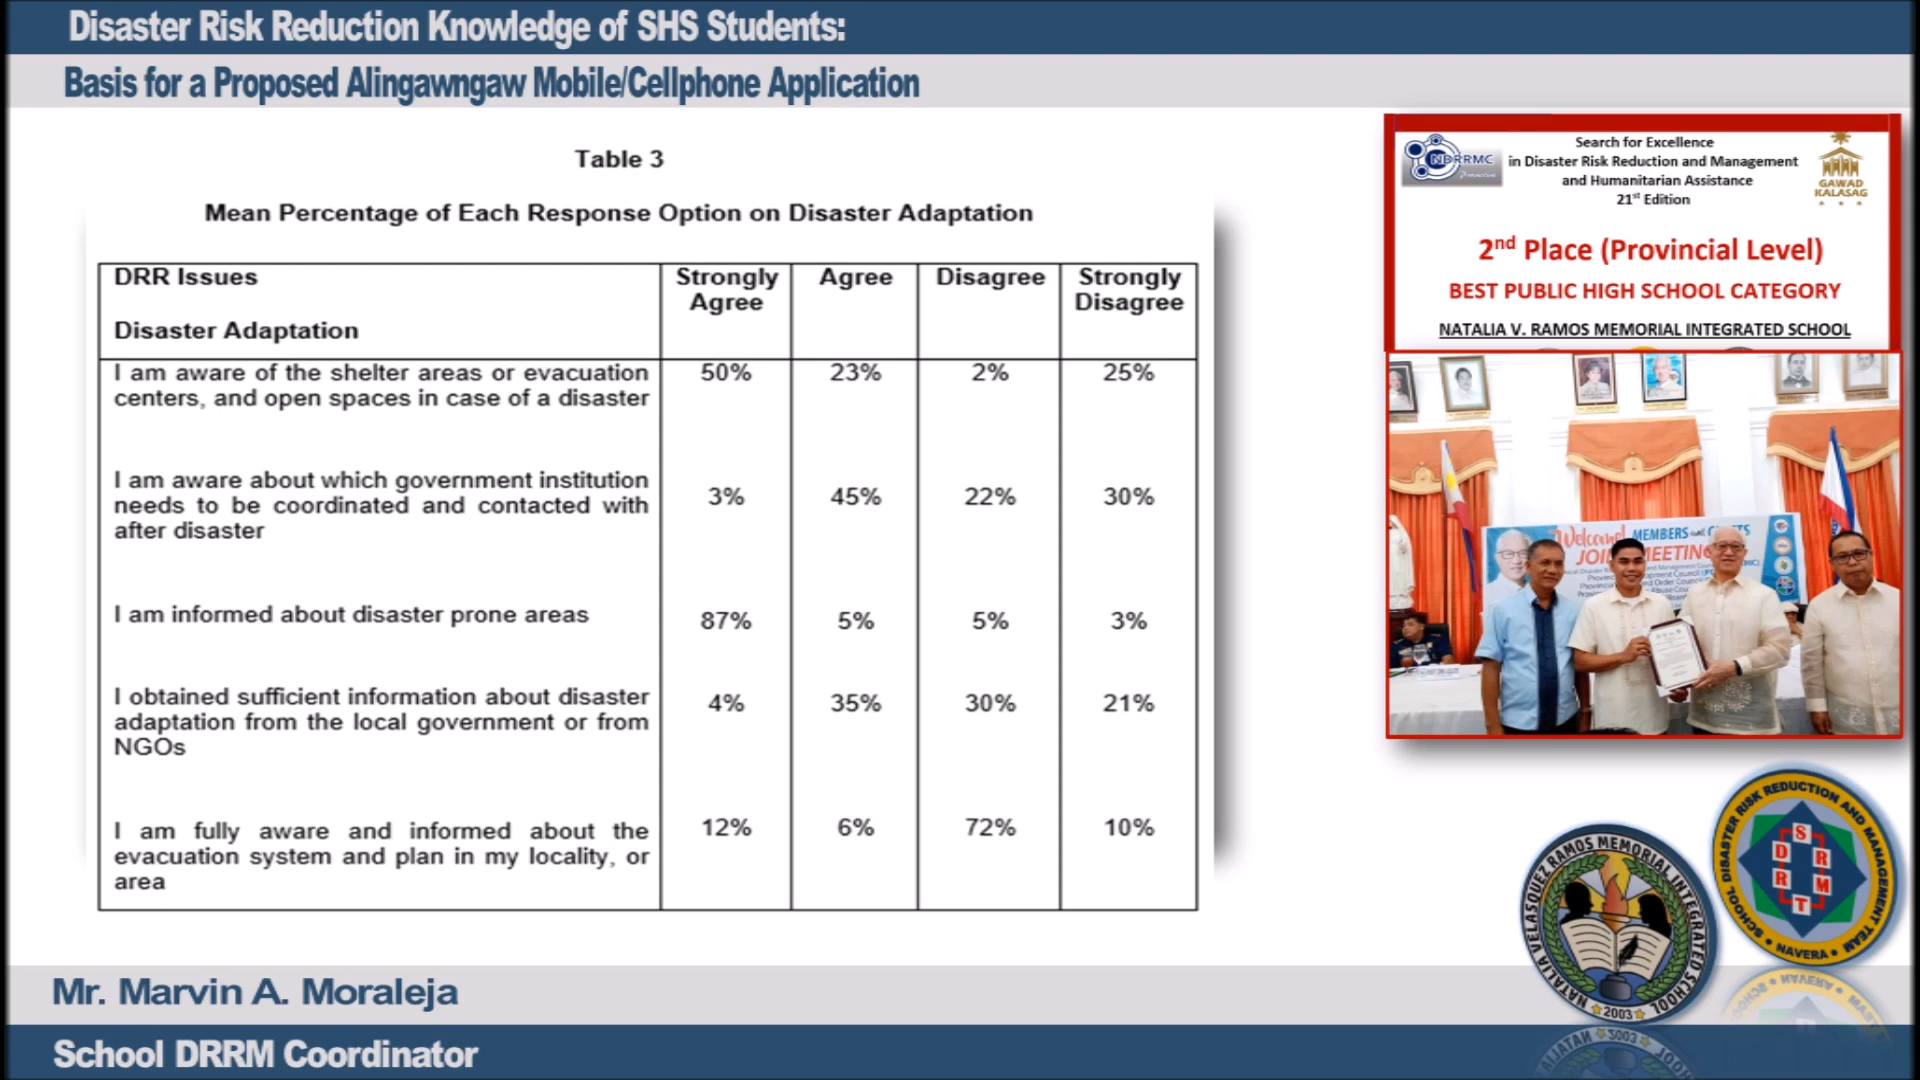 Disaster Risk Reduction Knowledge of SHS Students:
Basis for a Proposed Alingawngaw Mobile/Cellphone Application
Table 3
Mean Percentage of Each Response Option on Disaster Adaptation
DRR Issues
Disaster Adaptation
Strongly Agree
Agree
Disagree
Strongly Disagree
I am aware of the shelter areas or evacuation
centers, and open spaces in case of a disaster
50% 23% 2% 25%
I am aware about which government institution
needs to be coordinated and contacted with
after disaster
3% 45% 22% 30%
I am informed about disaster prone areas
87% 5% 5% 3%
I obtained sufficient information about disaster
adaptation from the local government or from
NGOs
4% 35% 30% 21%
I am fully aware and informed about the
evacuation system and plan in my locality, or
area
12% 6% 72% 10%
NDRRMC
Search for Excellence
in Disaster Risk Reduction and Management
and Humanitarian Assistance
21st Edition
GAWAD
KALASAG
2nd Place (Provincial Level)
BEST PUBLIC HIGH SCHOOL CATEGORY
NATALIA V. RAMOS MEMORIAL INTEGRATED SCHOOL
Welcome! MEMBERS and
MEETING
NATALIA VELASQUEZ RAMOS MEMORIAL INTEGRATED SCHOOL
2003
SCHOOL DISASTER RISK REDUCTION AND MANAGEMENT TEAM
NAVERA
S
D R
R M
T
Mr. Marvin A. Moraleja
School DRRM Coordinator